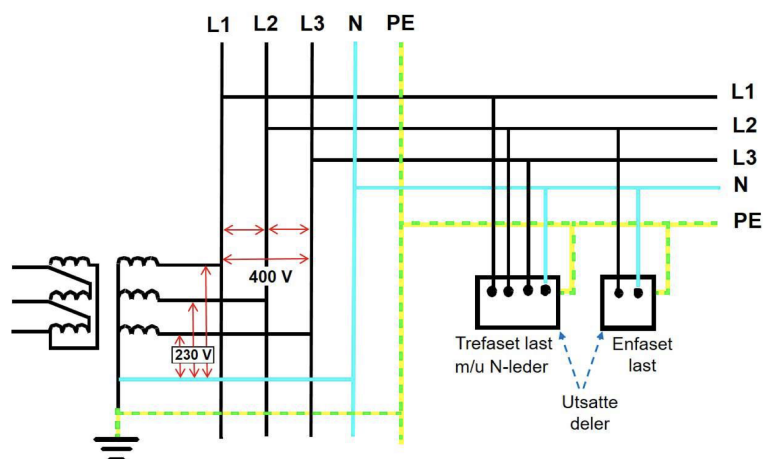 L1 L2 L3 N PE
L1
L2
L3
N
PE
400 V
230 V
Trefaset last
m/u N-leder
Enfaset
last
Utsatte
deler